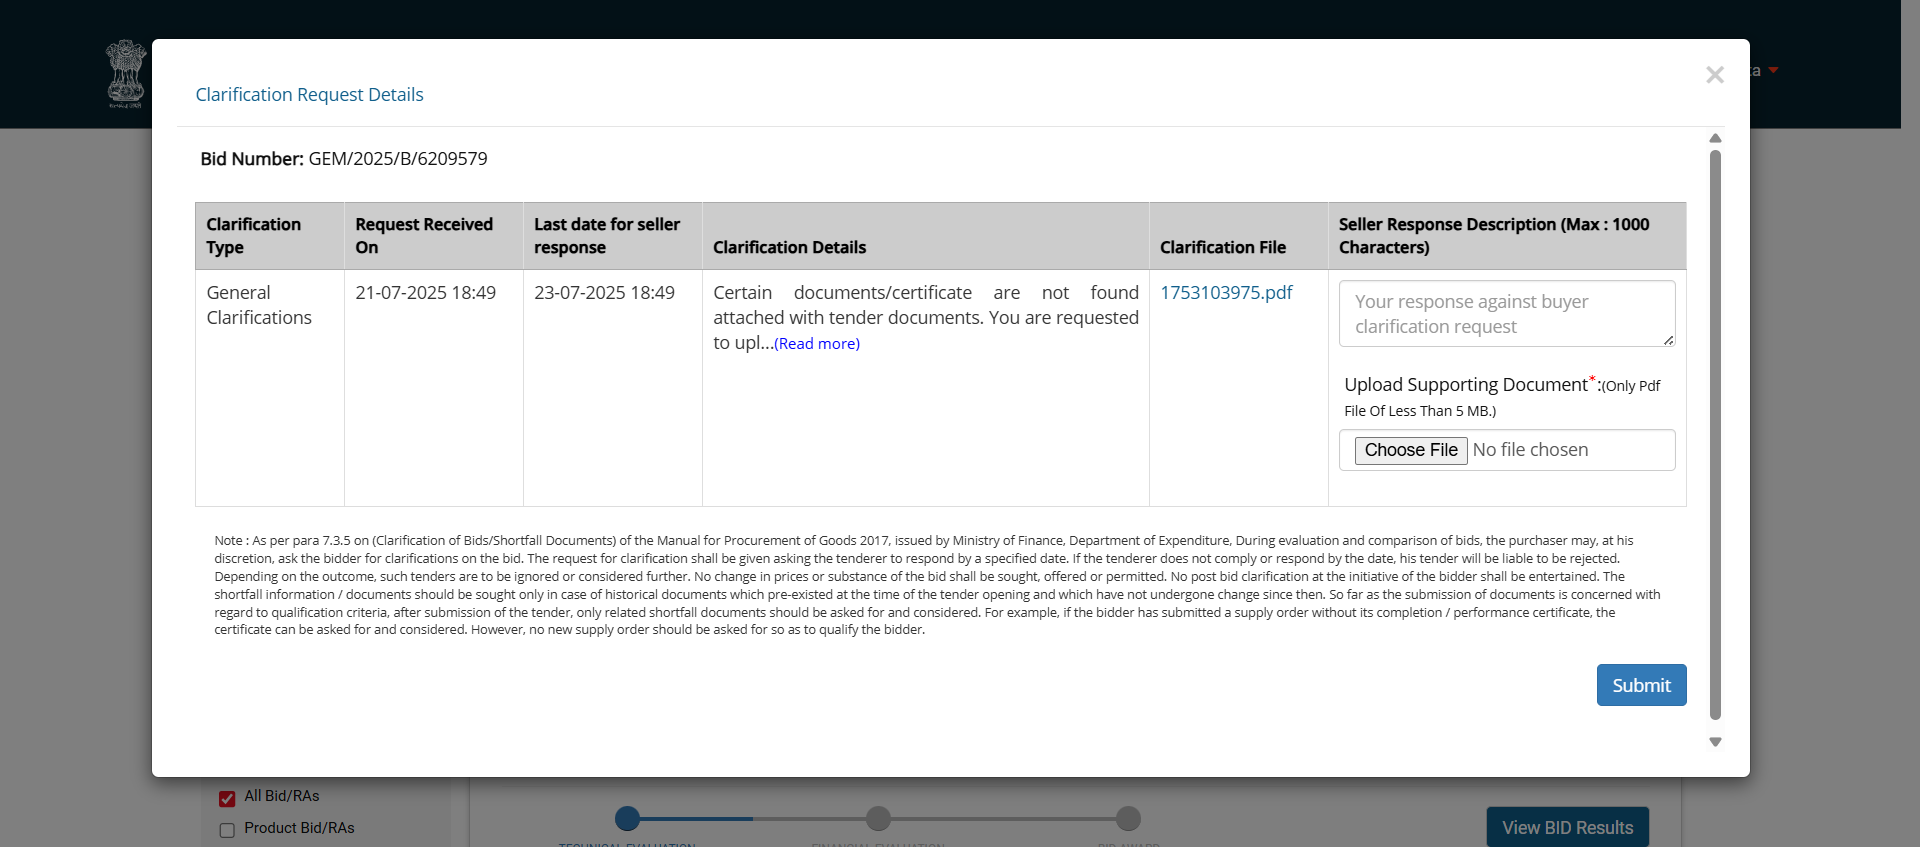 ta
Clarification Request Details
Bid Number: GEM/2025/B/6209579
Clarification Type
Request Received On
Last date for seller response
Clarification Details
Clarification File
Seller Response Description (Max : 1000 Characters)
General
Clarifications
21-07-2025 18:49
23-07-2025 18:49
Certain documents/certificate are not found
attached with tender documents. You are requested
to upl...(Read more)
1753103975.pdf
Your response against buyer
clarification request
Upload Supporting Document*:(Only Pdf
File Of Less Than 5 MB.)
Choose File No file chosen
Note : As per para 7.3.5 on (Clarification of Bids/Shortfall Documents) of the Manual for Procurement of Goods 2017, issued by Ministry of Finance, Department of Expenditure, During evaluation and comparison of bids, the purchaser may, at his
discretion, ask the bidder for clarifications on the bid. The request for clarification shall be given asking the tenderer to respond by a specified date. If the tenderer does not comply or respond by the date, his tender will be liable to be rejected.
Depending on the outcome, such tenders are to be ignored or considered further. No change in prices or substance of the bid shall be sought, offered or permitted. No post bid clarification at the initiative of the bidder shall be entertained. The
shortfall information / documents should be sought only in case of historical documents which pre-existed at the time of the tender opening and which have not undergone change since then. So far as the submission of documents is concerned with
regard to qualification criteria, after submission of the tender, only related shortfall documents should be asked for and considered. For example, if the bidder has submitted a supply order without its completion / performance certificate, the
certificate can be asked for and considered. However, no new supply order should be asked for so as to qualify the bidder.
Submit
All Bid/RAs
Product Bid/RAs
TECHNICAL EVALUATION
FINANCIAL EVALUATION
BID AWARD
View BID Results